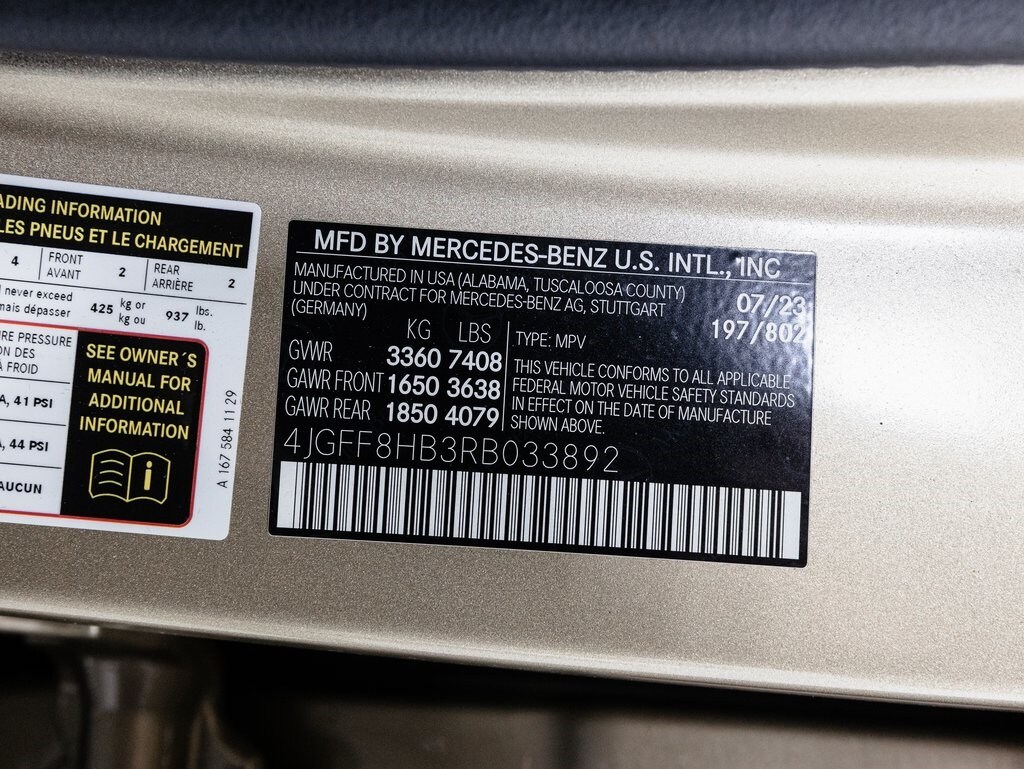 ADING INFORMATION
LES PNEUS ET LE CHARGEMENT
4 FRONT AVANT 2 REAR ARRIÈRE 2
never exceed
mais dépasser 425 kg or kg ou 937 lbs. lb.
RE PRESSURE
ON DES
À FROID
A, 41 PSI
, 44 PSI
AUCUN
SEE OWNER´S
MANUAL FOR
ADDITIONAL
INFORMATION
i
A 167 584 11 29
MFD BY MERCEDES-BENZ U.S. INTL., INC
MANUFACTURED IN USA (ALABAMA, TUSCALOOSA COUNTY)
UNDER CONTRACT FOR MERCEDES-BENZ AG, STUTTGART
(GERMANY)
07/23
197/802
KG LBS
GVWR 3360 7408
GAWR FRONT 1650 3638
GAWR REAR 1850 4079
TYPE: MPV
THIS VEHICLE CONFORMS TO ALL APPLICABLE
FEDERAL MOTOR VEHICLE SAFETY STANDARDS
IN EFFECT ON THE DATE OF MANUFACTURE
SHOWN ABOVE.
4JGFF8HB3RB033892